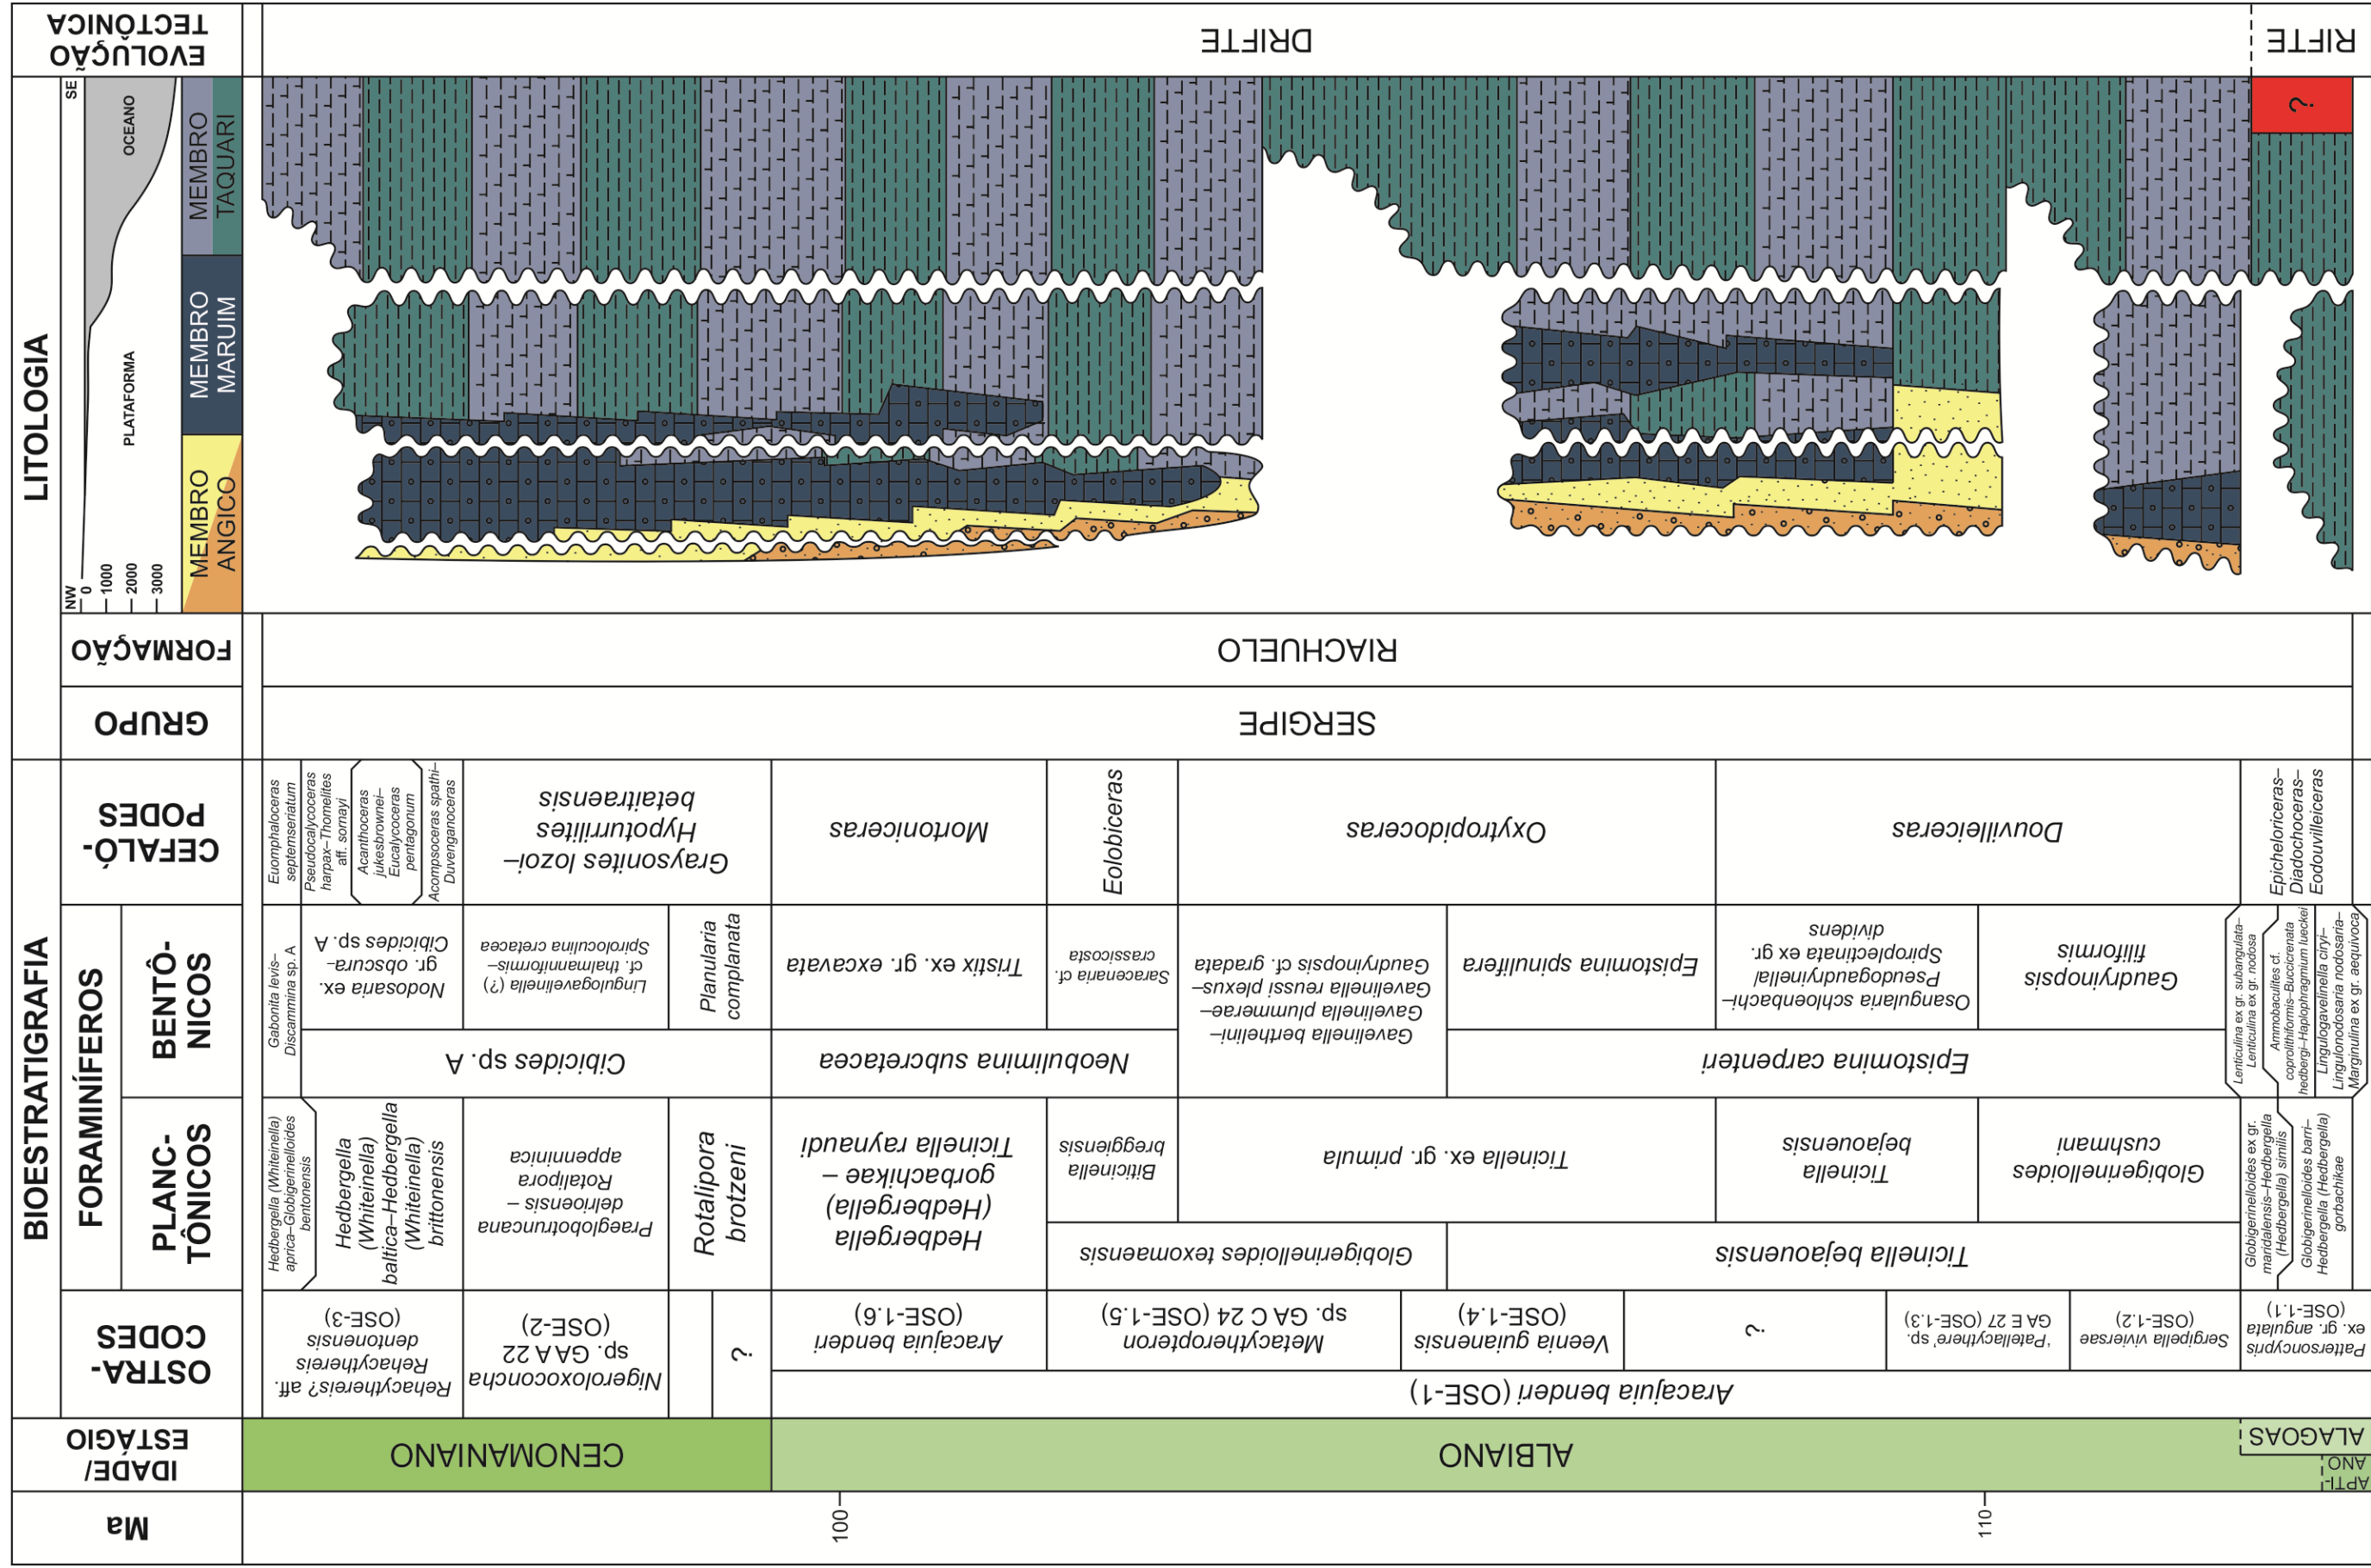 Ma
100
110
IDADE/
ESTÁGIO
CENOMANIANO
ALBIANO
APTI-
ANO
ALAGOAS
BIOESTRATIGRAFIA
OSTRA-
CODES
Rehacythereis? aff.
Rehacythereis
dentonensis
(OSE-3)
Nigeroloxoconcha
sp. GA A 22
(OSE-2)
?
Aracajuia benderi (OSE-1)
Aracajuia benderi
(OSE-1.6)
Metacytheropteron
sp. GA C 24 (OSE-1.5)
Veenia guianensis
(OSE-1.4)
?
'Patellacythere' sp.
GA E 27 (OSE-1.3)
Sergipella viviersae
(OSE-1.2)
Pattersoncypris
ex. gr. angulata
(OSE-1.1)
FORAMINÍFEROS
PLANC-
TÔNICOS
Hedbergella (Whiteinella)
aprica–Globigerinelloides
bentonensis
Hedbergella
(Whiteinella)
baltica–Hedbergella
(Whiteinella)
brittonensis
Praeglobotruncana
delrioensis –
Rotalipora
appenninica
Rotalipora
brotzeni
Hedbergella
(Hedbergella)
gorbachikae –
Ticinella raynaudi
Globigerinelloides texomaensis
Biticinella
breggiensis
Ticinella bejaouensis
Ticinella ex. gr. primula
Ticinella
bejaouensis
Globigerinelloides
cushmani
Globigerinelloides ex gr.
maridalensis–Hedbergella
(Hedbergella) similis
Globigerinelloides barri–
Hedbergella (Hedbergella)
gorbachikae
BENTÔ-
NICOS
Gabonita levis–
Discammina sp. A
Cibicides sp. A
Nodosaria ex.
gr. obscura–
Cibicides sp. A
Lingulogavelinella (?)
cf. thalmanniformis–
Spiroloculina cretacea
Planularia
complanata
Neobulimina subcretacea
Tristix ex. gr. excavata
Saracenaria cf.
crassicosta
Gavelinella berthelini–
Gavelinella plummerae–
Gavelinella reussi plexus–
Gaudryinopsis cf. gradata
Epistomina carpenteri
Epistomina spinulifera
Osangularia schloenbachi–
Pseudogaudryinella/
Spiroplectinata ex gr.
dividens
Gaudryinopsis
filiformis
Lenticulina ex gr. subangulata–
Lenticulina ex gr. nodosa
Ammobaculites cf.
coprolithiformis–Buccicrenata
hedbergi–Haplophragmium lueckei
Lingulogavelinella ciryi–
Lingulonodosaria nodosaria–
Marginulina ex gr. aequivoca
CEFALÓ-
PODES
Euomphaloceras
septemseriatum
Pseudocalycoceras
harpax–Thomelites
aff. sornayi
Acanthoceras
jukesbrownei–
Eucalycoceras
pentagonum
Acompsoceras spathi–
Duvenganoceras
Graysonites lozoi–
Hypoturrilites
betaitraensis
Mortoniceras
Eolobiceras
Oxytropidoceras
Douvilleiceras
Epicheloriceras–
Diadochoceras–
Eodouvilleiceras
LITOLOGIA
GRUPO
SERGIPE
FORMAÇÃO
RIACHUELO
NW
SE
0
1000
2000
3000
PLATAFORMA
OCEANO
MEMBRO
ANGICO
MEMBRO
MARUIM
MEMBRO
TAQUARI
?
EVOLUÇÃO
TECTÔNICA
DRIFTE
RIFTE